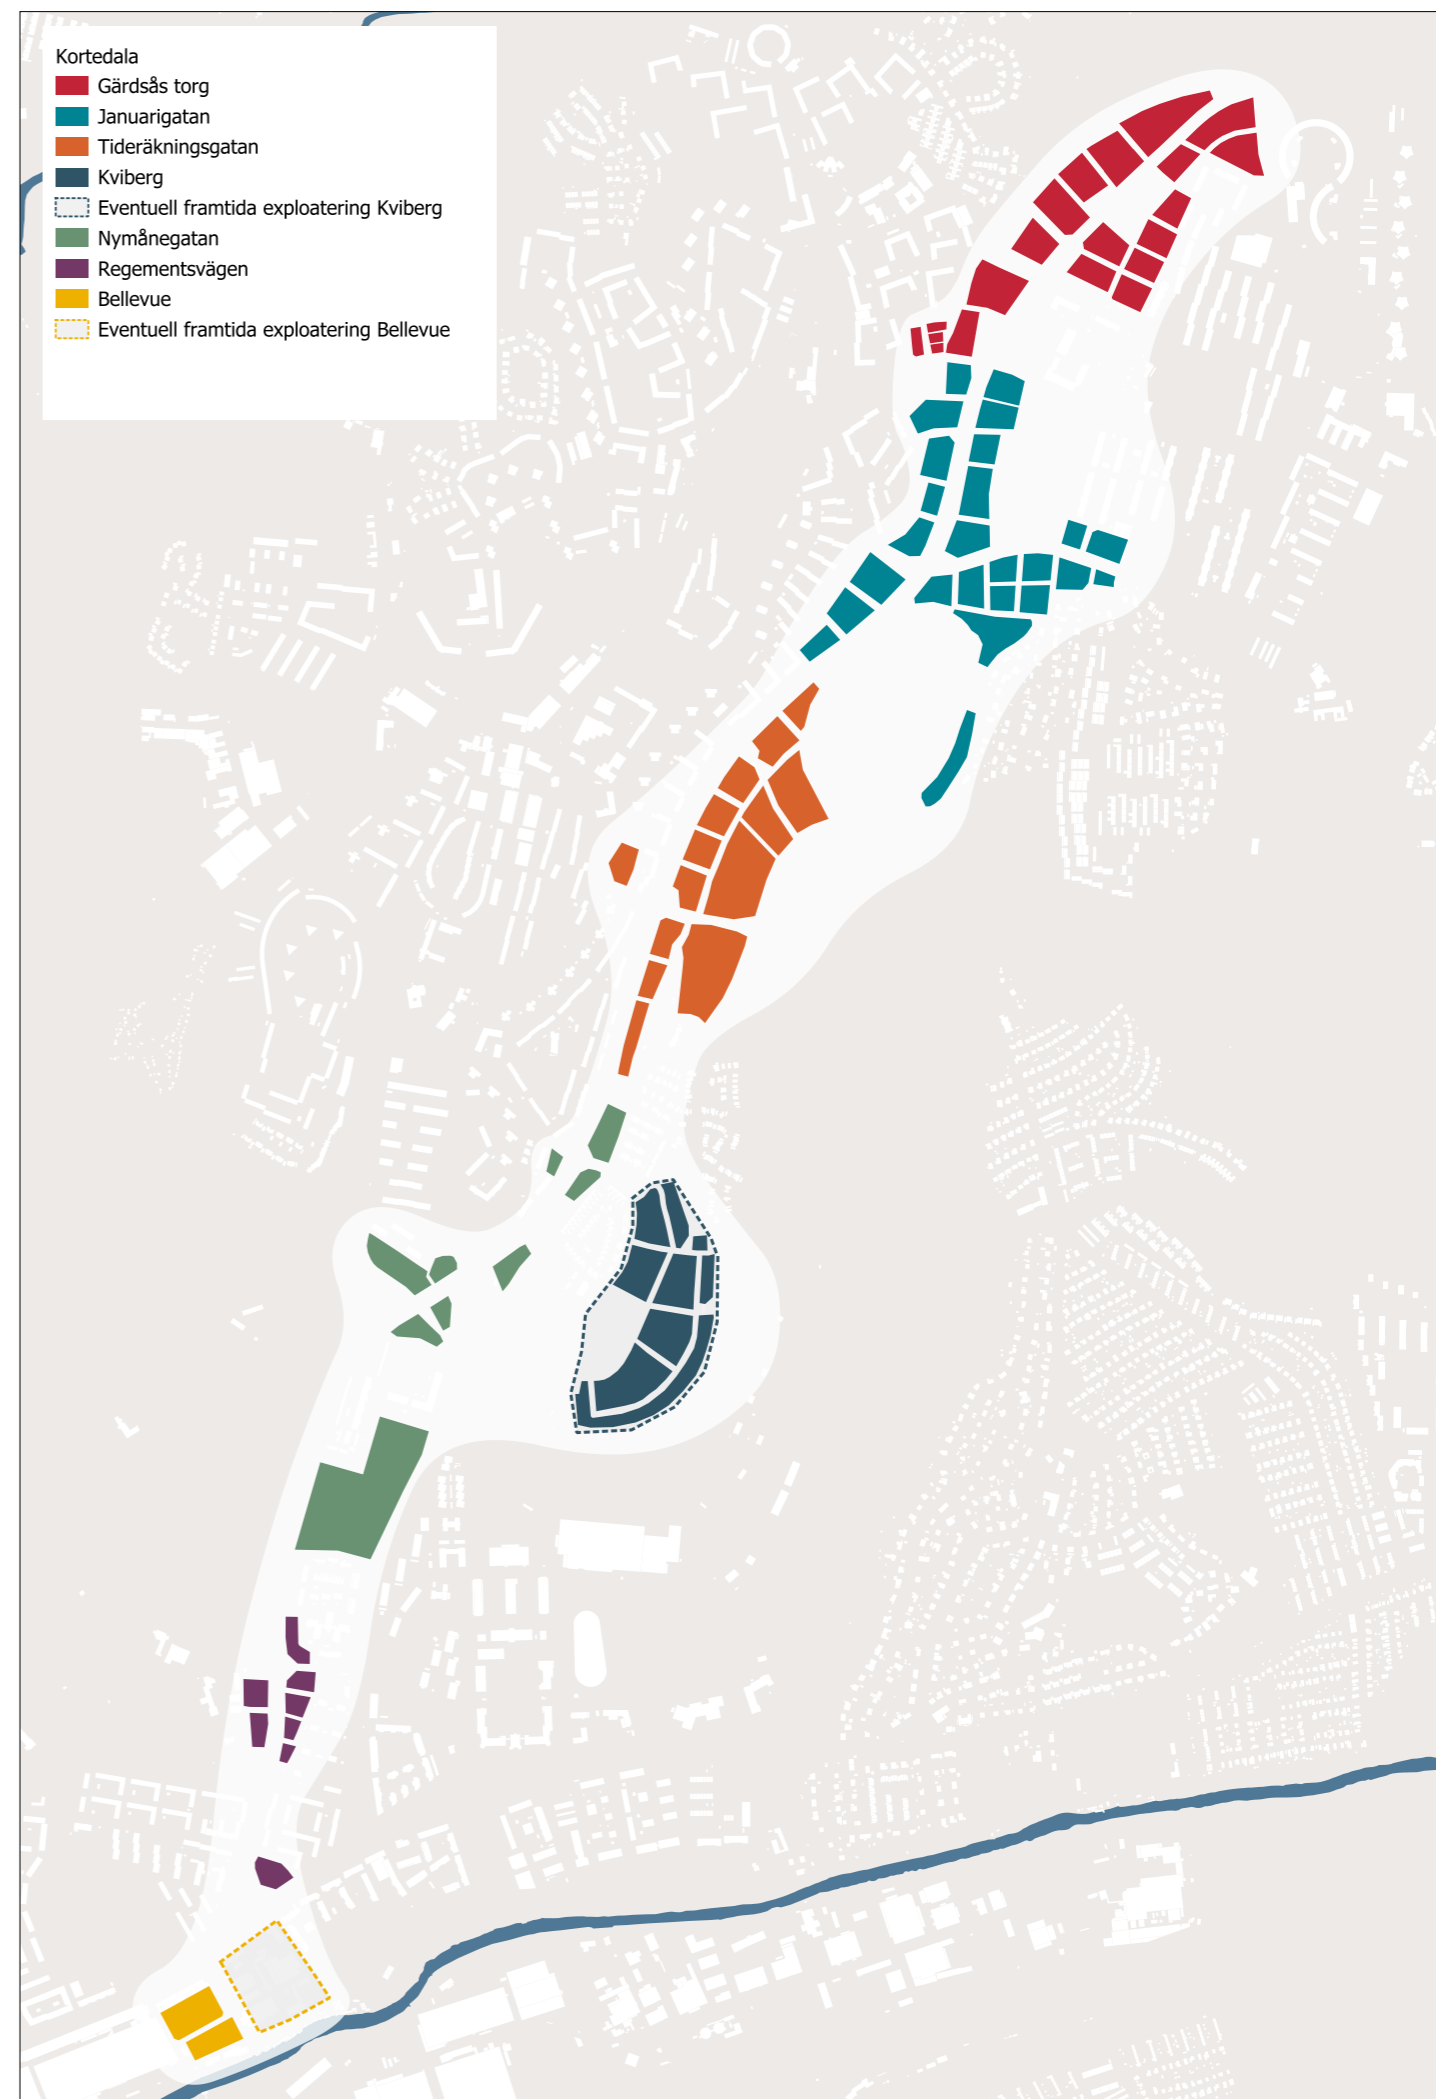 Kortedala
Gärdsås torg
Januarigatan
Tideräkningsgatan
Kviberg
Eventuell framtida exploatering Kviberg
Nymånegatan
Regementsvägen
Bellevue
Eventuell framtida exploatering Bellevue